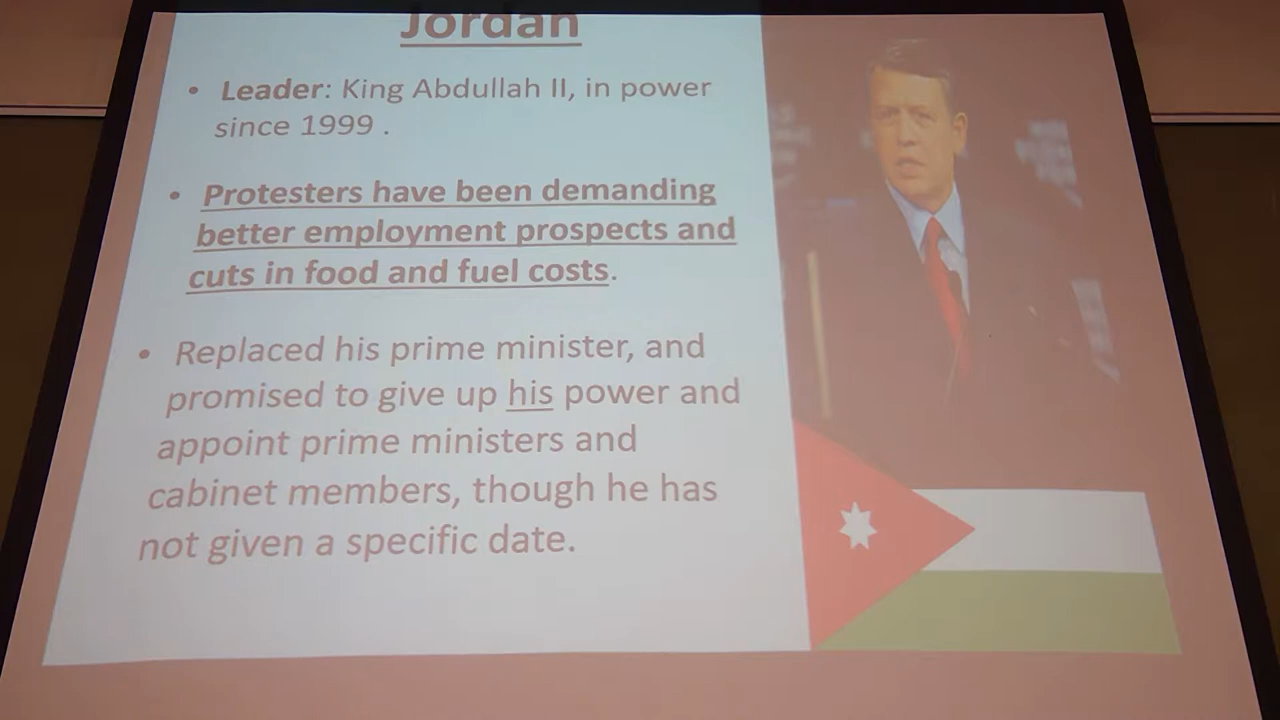 Jordan
• Leader: King Abdullah II, in power
since 1999 .
• Protesters have been demanding
better employment prospects and
cuts in food and fuel costs.
• Replaced his prime minister, and
promised to give up his power and
appoint prime ministers and
cabinet members, though he has
not given a specific date.